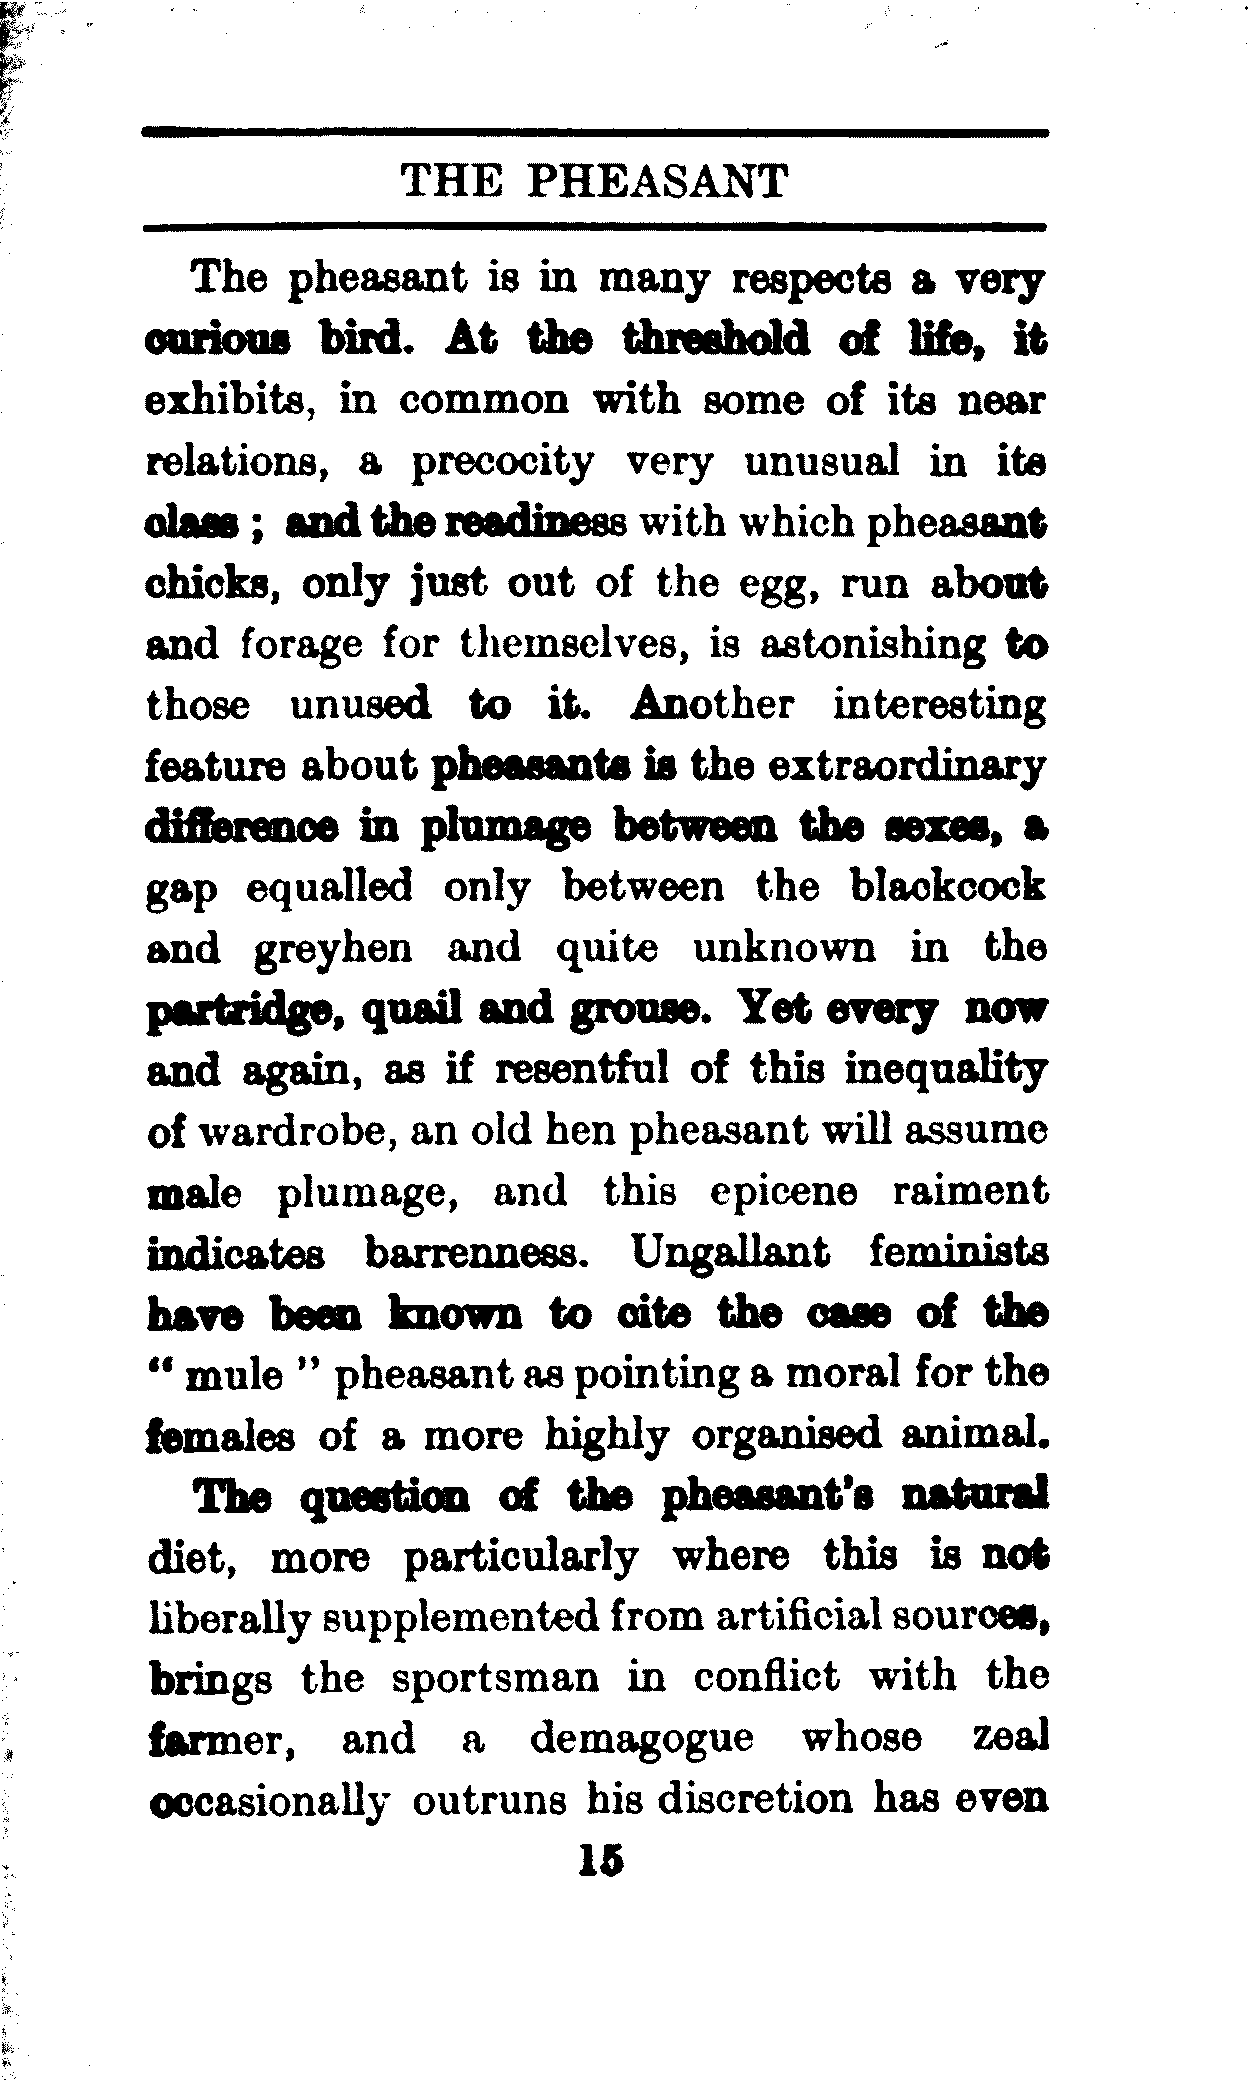 THE PHEASANT
The pheasant is in many respects a very
curious bird. At the threshold of life, it
exhibits, in common with some of its near
relations, a precocity very unusual in its
class ; and the readiness with which pheasant
chicks, only just out of the egg, run about
and forage for themselves, is astonishing to
those unused to it. Another interesting
feature about pheasants is the extraordinary
difference in plumage between the sexes, a
gap equalled only between the blackcock
and greyhen and quite unknown in the
partridge, quail and grouse. Yet every now
and again, as if resentful of this inequality
of wardrobe, an old hen pheasant will assume
male plumage, and this epicene raiment
indicates barrenness. Ungallant feminists
have been known to cite the case of the
“ mule ” pheasant as pointing a moral for the
females of a more highly organised animal.
The question of the pheasant's natural
diet, more particularly where this is not
liberally supplemented from artificial sources,
brings the sportsman in conflict with the
farmer, and a demagogue whose zeal
occasionally outruns his discretion has even
15